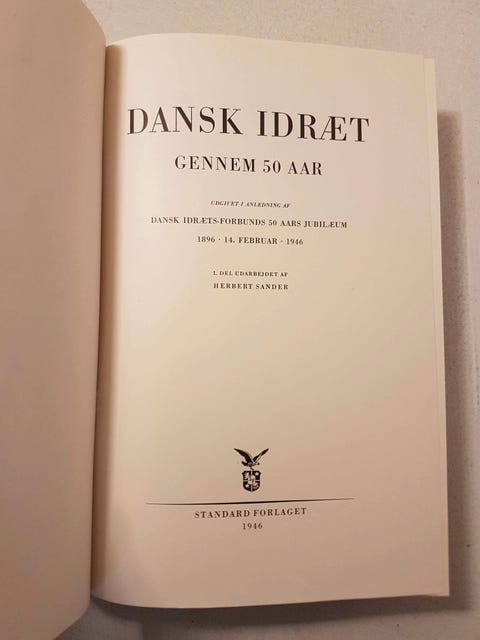 DANSK IDRÆT
GENNEM 50 AAR
UDGIVET I ANLEDNING AF
DANSK IDRÆTS-FORBUNDS 50 AARS JUBILÆUM
1896 · 14. FEBRUAR · 1946
1. DEL UDARBEJDET AF
HERBERT SANDER
STANDARD FORLAGET
1946